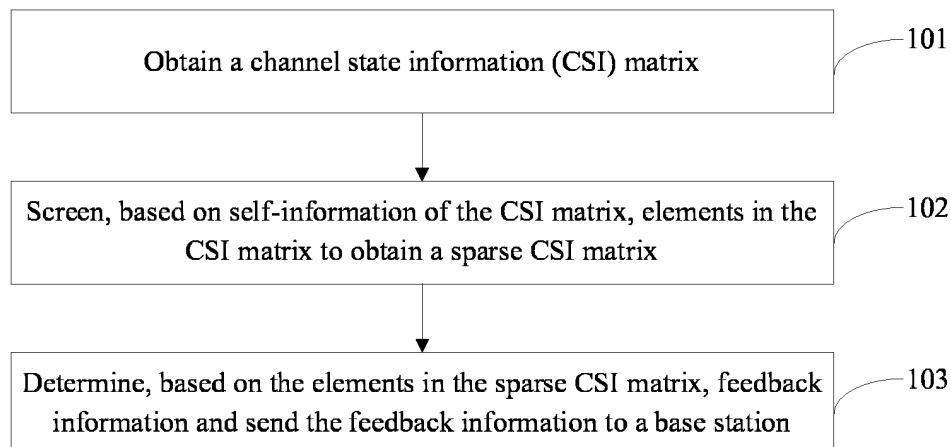 Obtain a channel state information (CSI) matrix
101
Screen, based on self-information of the CSI matrix, elements in the
CSI matrix to obtain a sparse CSI matrix
102
Determine, based on the elements in the sparse CSI matrix, feedback
information and send the feedback information to a base station
103